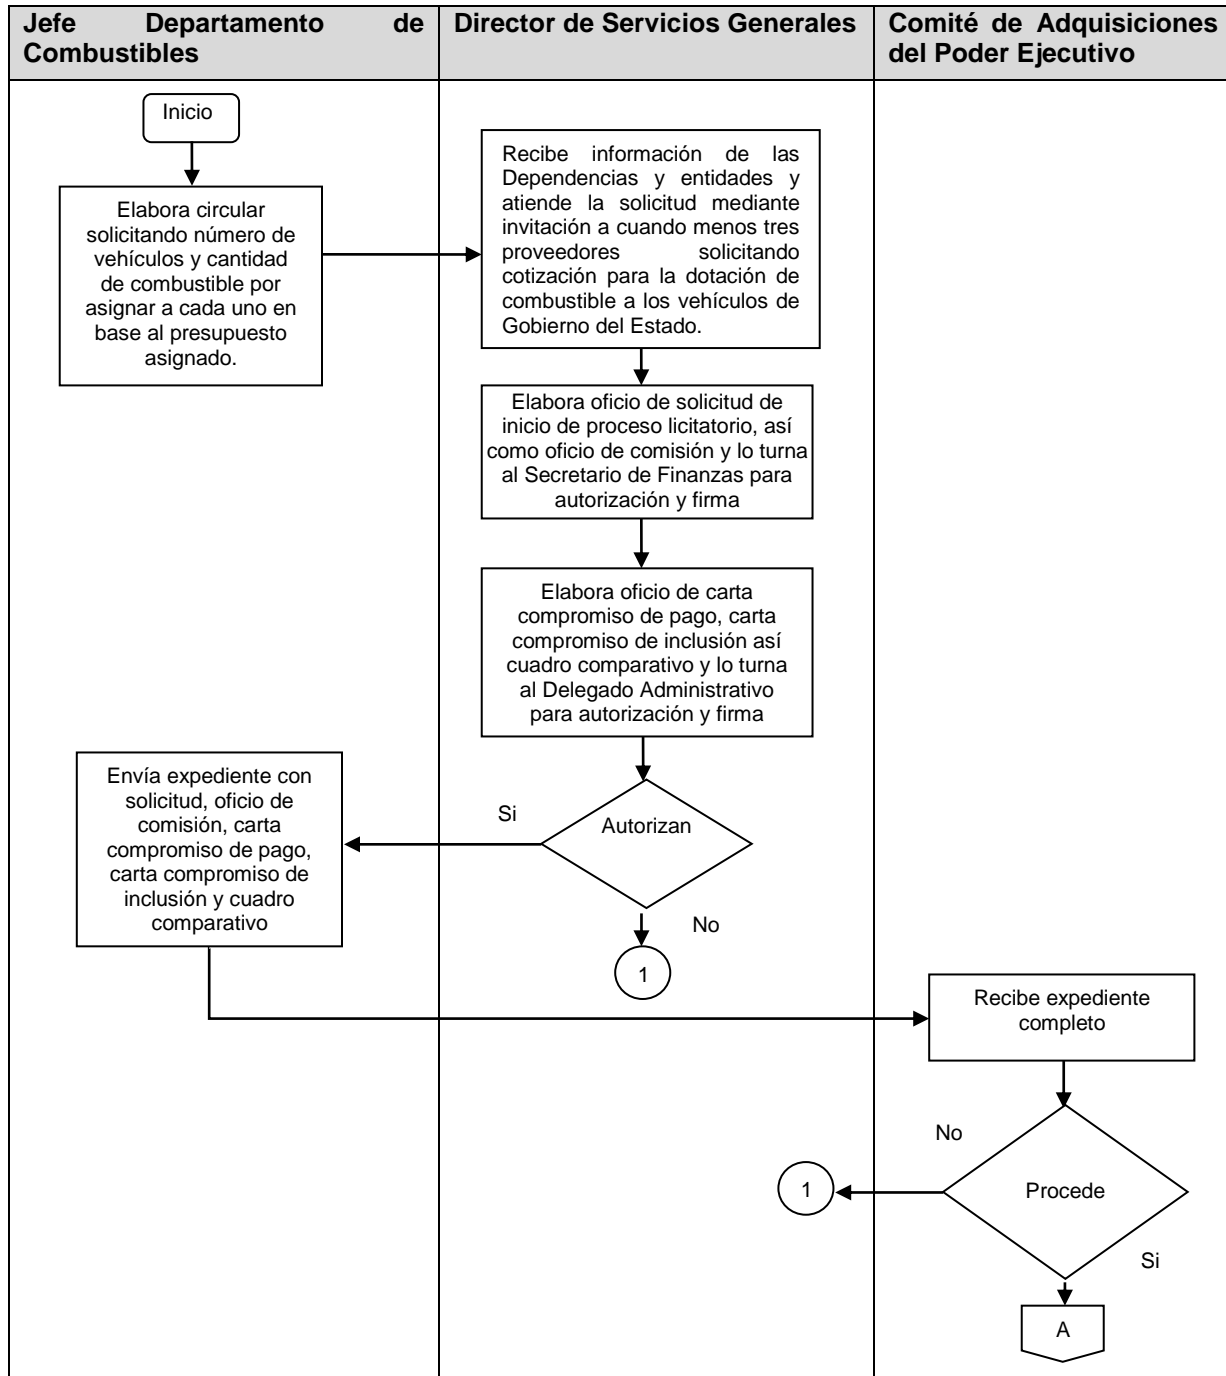 Jefe Departamento de
Combustibles
Director de Servicios Generales
Comité de Adquisiciones
del Poder Ejecutivo
Inicio
Elabora circular
solicitando número de
vehículos y cantidad
de combustible por
asignar a cada uno en
base al presupuesto
asignado.
Recibe información de las
Dependencias y entidades y
atiende la solicitud mediante
invitación a cuando menos tres
proveedores solicitando
cotización para la dotación de
combustible a los vehículos de
Gobierno del Estado.
Elabora oficio de solicitud de
inicio de proceso licitatorio, así
como oficio de comisión y lo turna
al Secretario de Finanzas para
autorización y firma
Elabora oficio de carta
compromiso de pago, carta
compromiso de inclusión así
cuadro comparativo y lo turna
al Delegado Administrativo
para autorización y firma
Autorizan
Si
No
1
Envía expediente con
solicitud, oficio de
comisión, carta
compromiso de pago,
carta compromiso de
inclusión y cuadro
comparativo
Recibe expediente
completo
Procede
No
1
Si
A